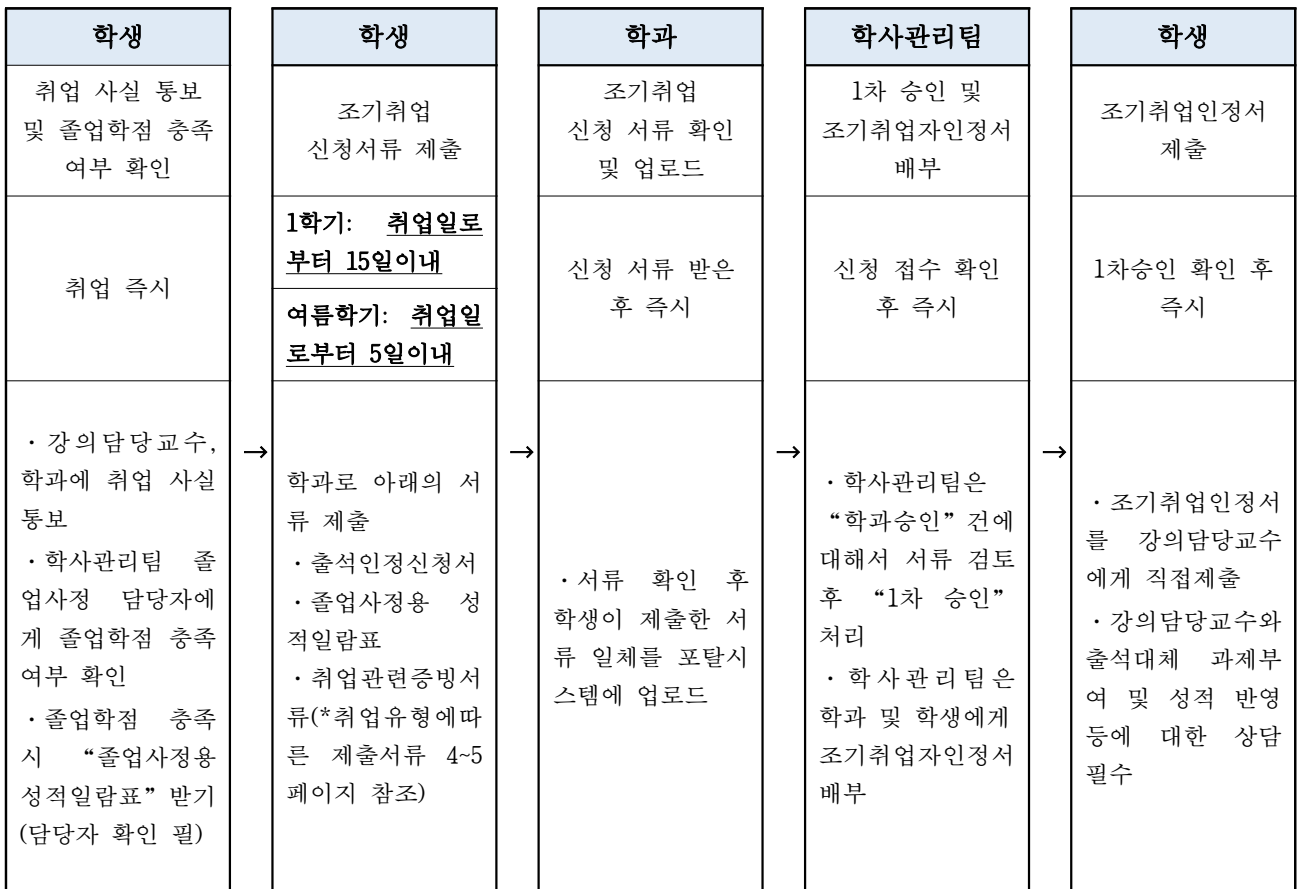 학생
취업 사실 통보
및 졸업학점 충족
여부 확인
취업 즉시
· 강의담당교수,
학과에 취업 사실
통보
· 학사관리팀 졸
업사정 담당자에
게 졸업학점 충족
여부 확인
· 졸업학점 충족
시 “졸업사정용
성적일람표” 받기
(담당자 확인 필)
→
학생
조기취업
신청서류 제출
1학기: 취업일로
부터 15일이내
여름학기: 취업일
로부터 5일이내
학과로 아래의 서
류 제출
· 출석인정신청서
· 졸업사정용 성
적일람표
· 취업관련증빙서
류(*취업유형에따
른 제출서류 4~5
페이지 참조)
→
학과
조기취업
신청 서류 확인
및 업로드
신청 서류 받은
후 즉시
· 서류 확인 후
학생이 제출한 서
류 일체를 포탈시
스템에 업로드
→
학사관리팀
1차 승인 및
조기취업자인정서
배부
신청 접수 확인
후 즉시
· 학사관리팀은
“학과승인” 건에
대해서 서류 검토
후 “1차 승인”
처리
· 학사관리팀은
학과 및 학생에게
조기취업자인정서
배부
→
학생
조기취업인정서
제출
1차승인 확인 후
즉시
· 조기취업인정서
를 강의담당교수
에게 직접제출
· 강의담당교수와
출석대체 과제부
여 및 성적 반영
등에 대한 상담
필수